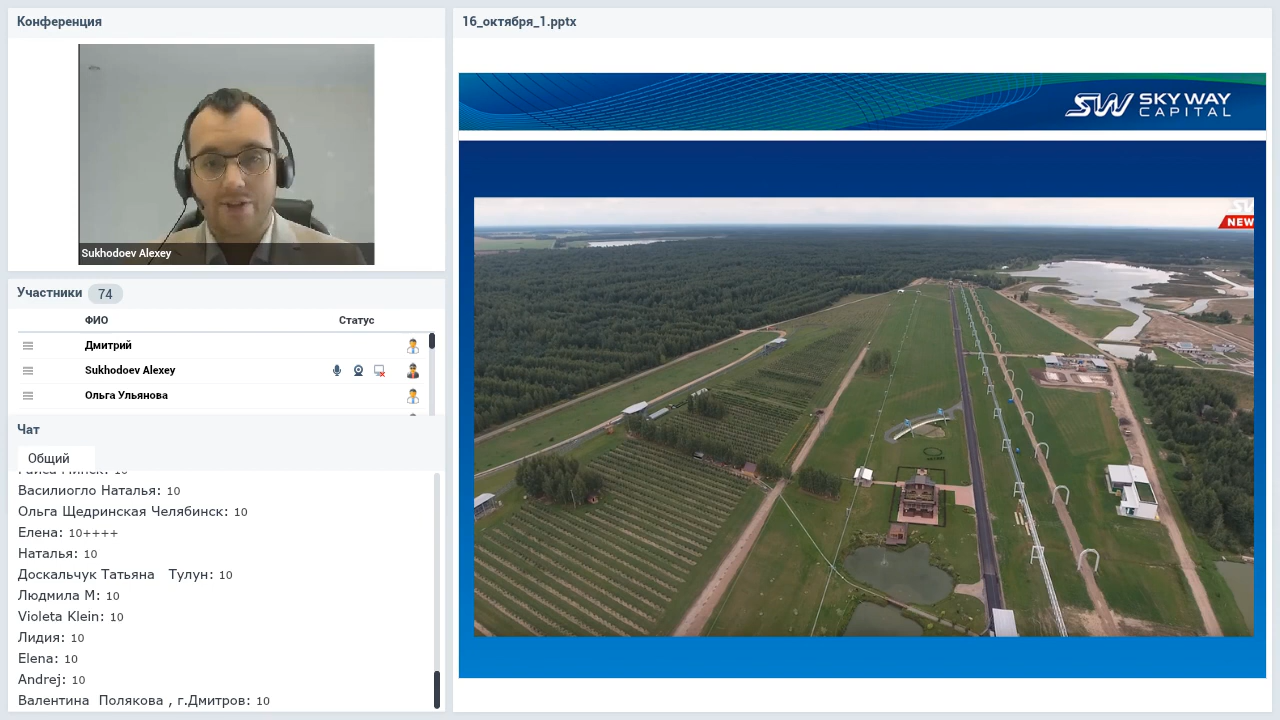 Конференция
Sukhodoev Alexey
Участники 74
ФИО Статус
Дмитрий
Sukhodoev Alexey
Ольга Ульянова
Чат
Общий
Василиогло Наталья: 10
Ольга Щедринская Челябинск: 10
Елена: 10++++
Наталья: 10
Доскальчук Татьяна Тулун: 10
Людмила М: 10
Violeta Klein: 10
Лидия: 10
Elena: 10
Andrej: 10
Валентина Полякова , г.Дмитров: 10
16_октября_1.pptx
SW SKY WAY
CAPITAL
NEW